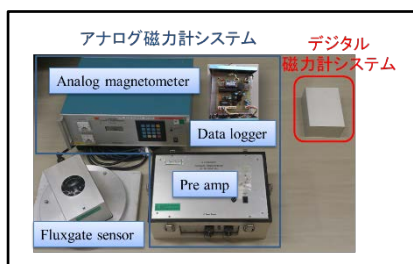 アナログ磁力計システム
デジタル
磁力計システム
Analog magnetometer
Data logger
Pre amp
Fluxgate sensor